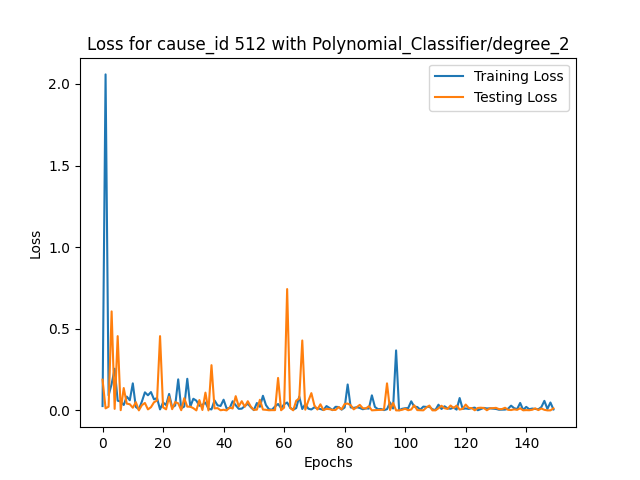 Loss for cause_id 512 with Polynomial_Classifier/degree_2
Training Loss
Testing Loss
2.0
1.5
1.0
0.5
0.0
Loss
0 20 40 60 80 100 120 140
Epochs